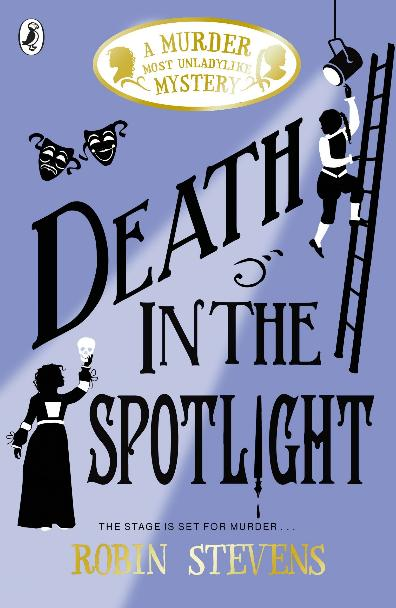 A MURDER
MOST UNLADYLIKE
MYSTERY
DEATH
IN THE
SPOTLIGHT
THE STAGE IS SET FOR MURDER . . .
ROBIN STEVENS